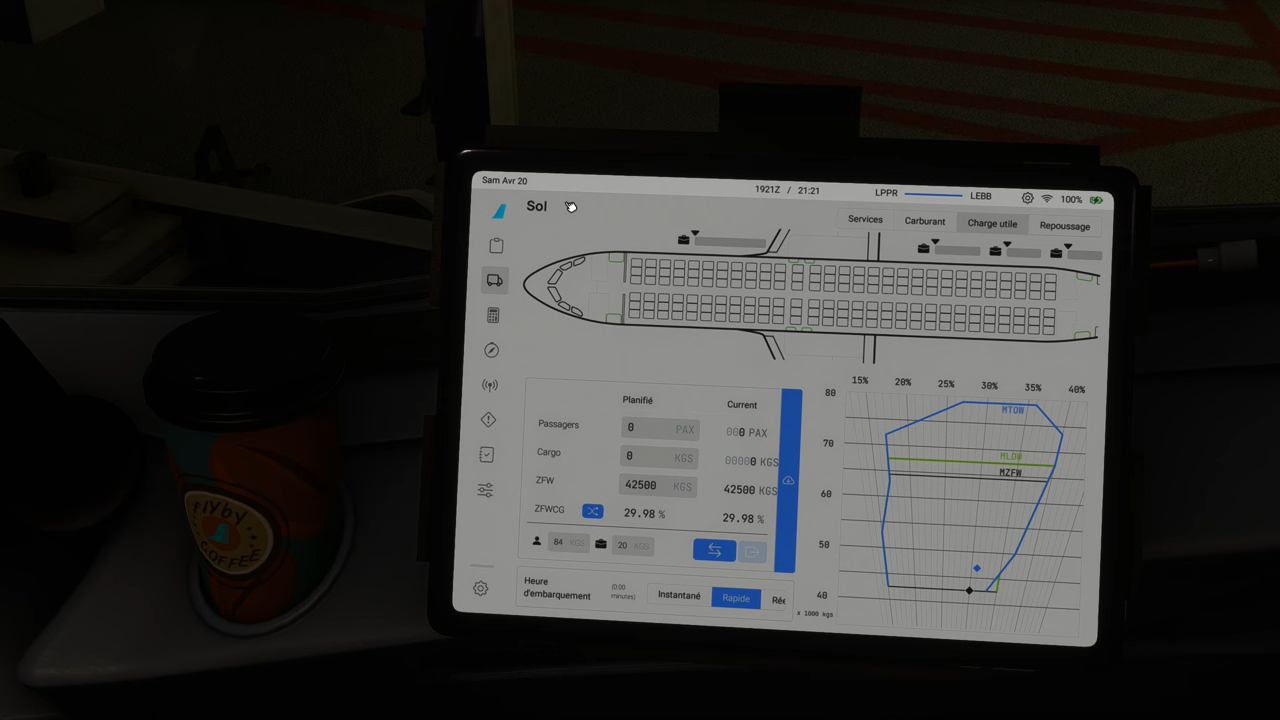 Sam Avr 20
1921Z / 21:21
LPPR
LEBB
100%
Sol
Services
Carburant
Charge utile
Repoussage
Planifié
Current
Passagers
0 PAX
000 PAX
Cargo
0 KGS
00000 KGS
ZFW
42500 KGS
42500 KGS
ZFWCG
29.98 %
29.98 %
84 KGS
20 KGS
Heure
d'embarquement
(0:00
minutes)
Instantané
Rapide
Rée
15% 20% 25% 30% 35% 40%
80
70
60
50
40
x 1000 kgs
MTOW
MLDW
MZFW
flyby
COFFEE